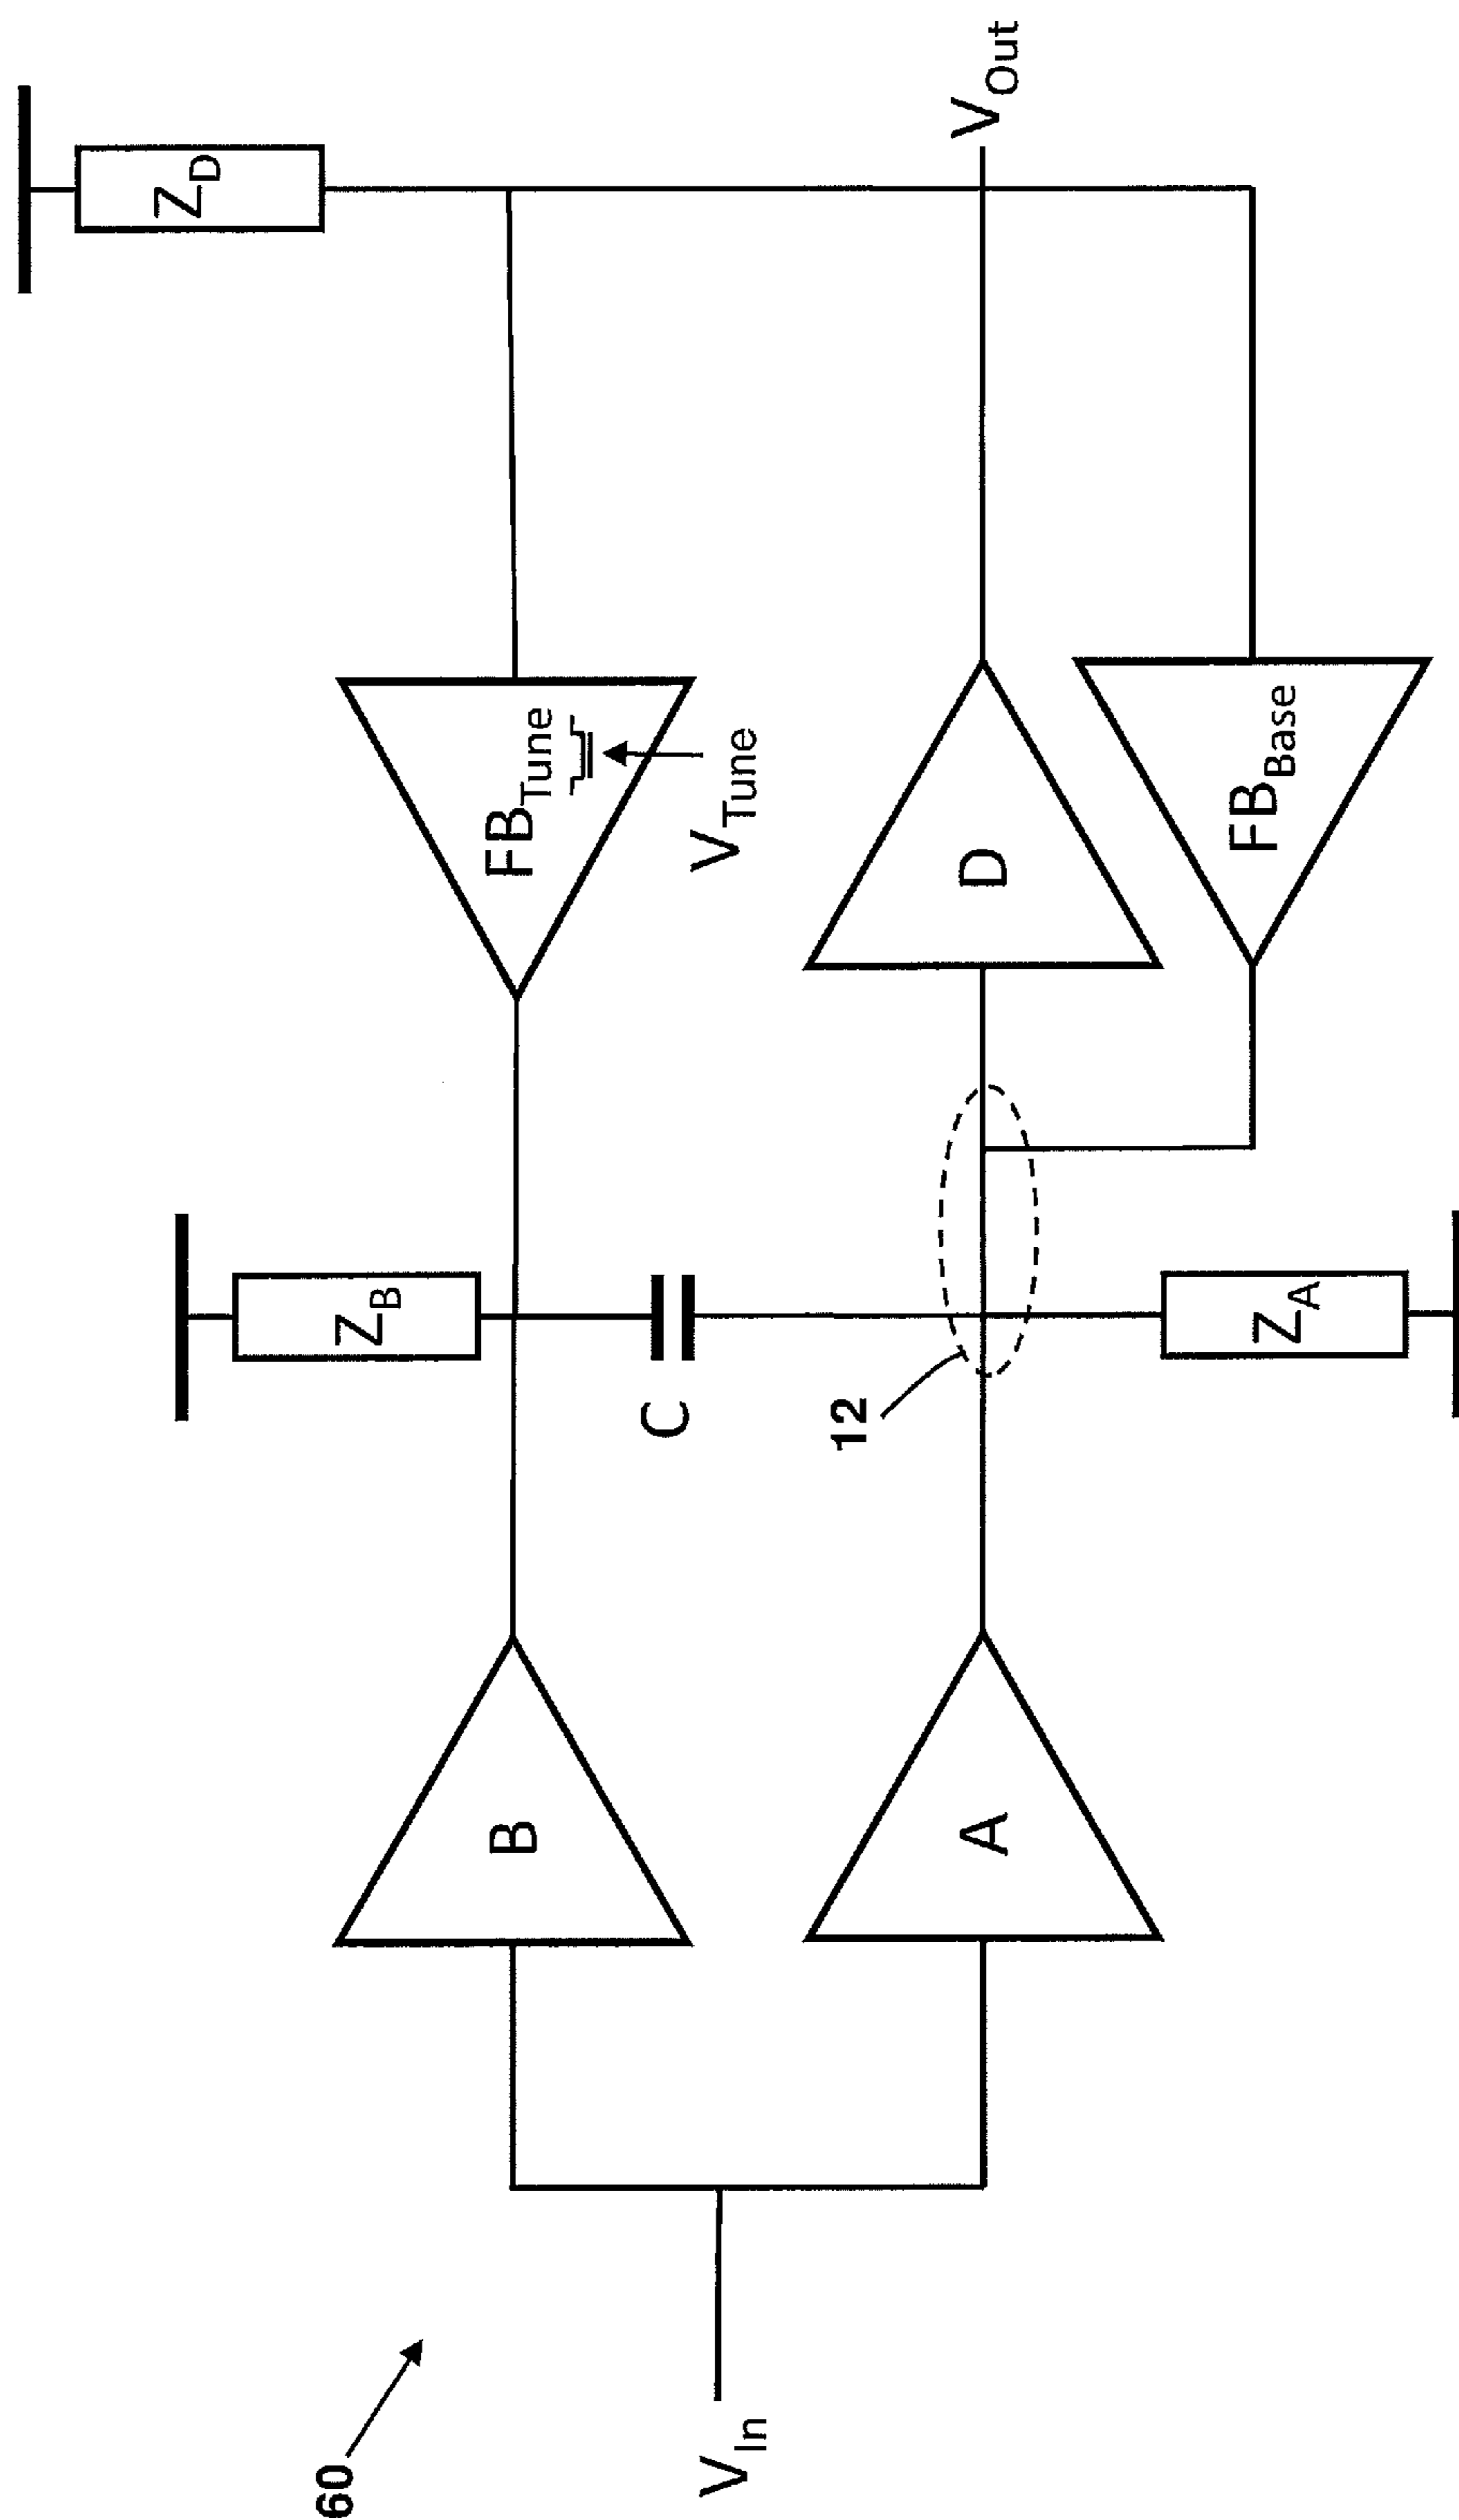 60
V_In
B
A
Z_B
C
12
Z_A
FB_Tune
V_Tune
D
FB_Base
Z_D
V_Out